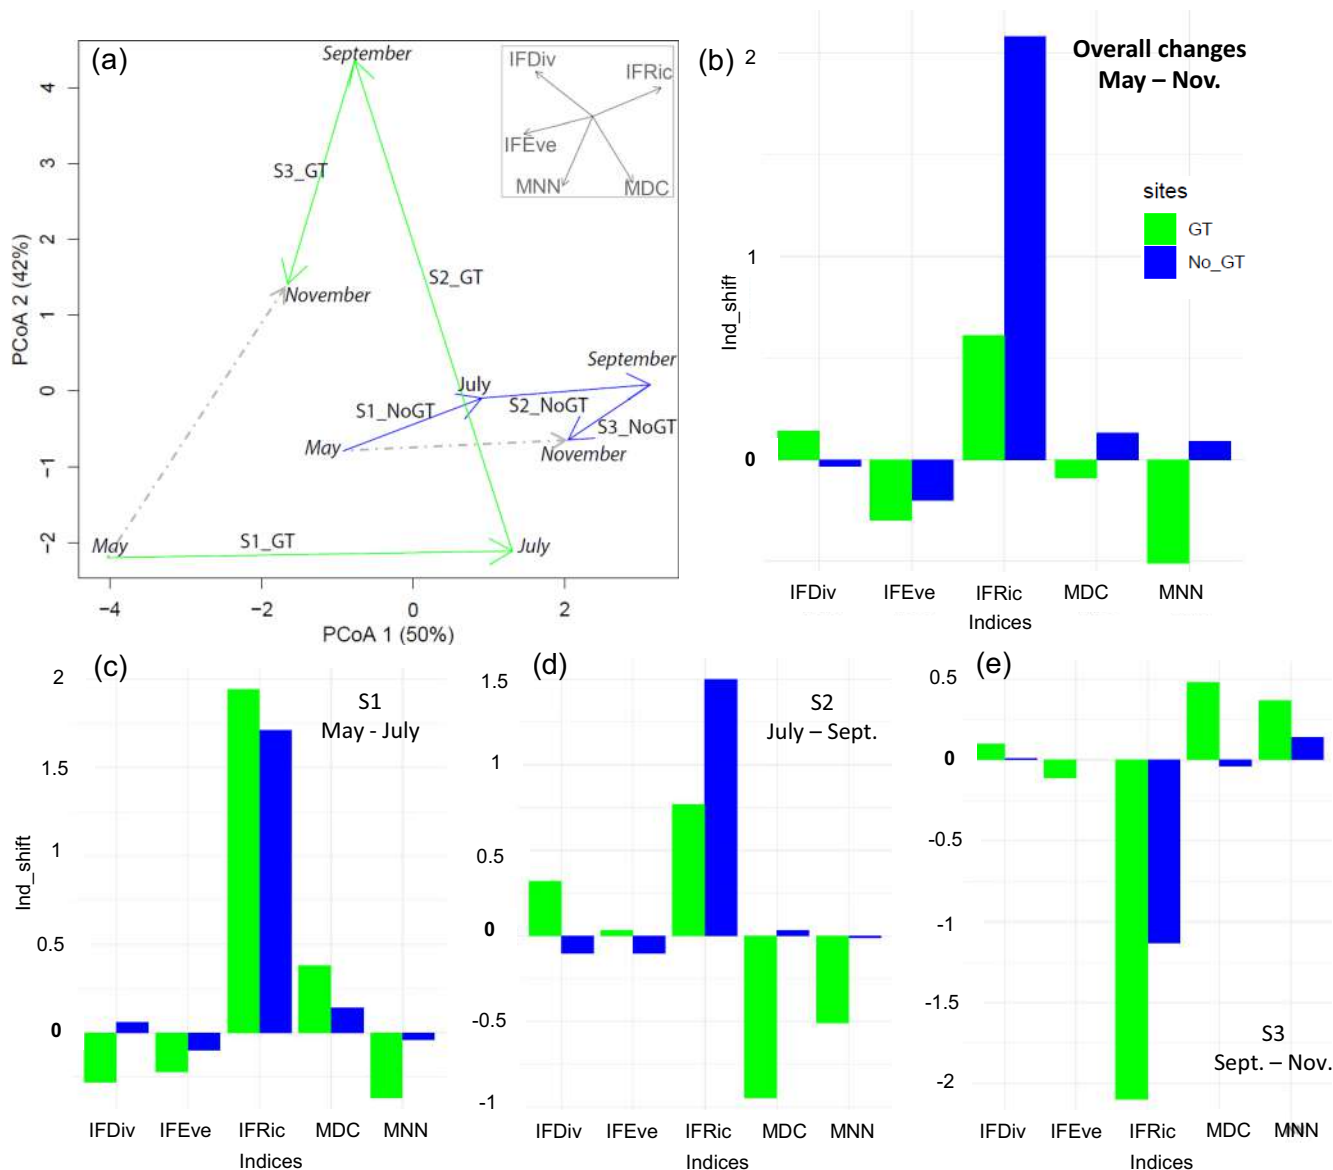 (a)
September
IFDiv
IFRic
IFEve
MNN
MDC
S3_GT
S2_GT
November
September
July
S1_NoGT
S2_NoGT
S3_NoGT
May
November
May
S1_GT
July
4
3
2
1
0
−1
−2
PCoA 2 (42%)
−4
−2
0
2
PCoA 1 (50%)
(b)
Overall changes
May – Nov.
sites
GT
No_GT
2
1
0
Ind_shift
IFDiv
IFEve
IFRic
MDC
MNN
Indices
(c)
S1
May - July
2
1.5
1
0.5
0
Ind_shift
IFDiv
IFEve
IFRic
MDC
MNN
Indices
(d)
S2
July – Sept.
1.5
1
0.5
0
-0.5
-1
IFDiv
IFEve
IFRic
MDC
MNN
Indices
(e)
0.5
0
-0.5
-1
-1.5
-2
S3
Sept. – Nov.
IFDiv
IFEve
IFRic
MDC
MNN
Indices